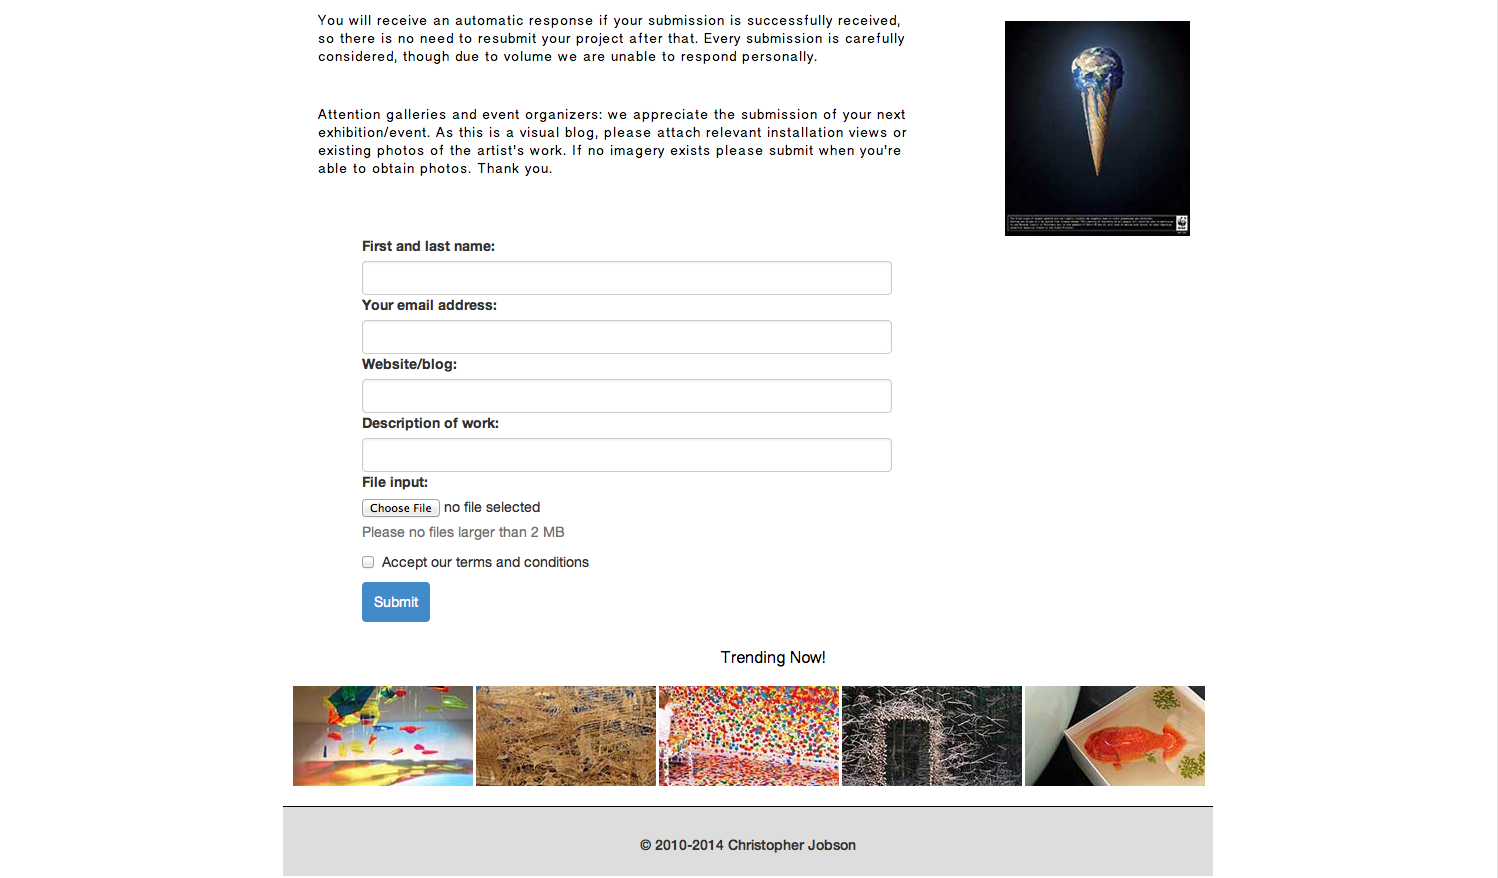 You will receive an automatic response if your submission is successfully received,
so there is no need to resubmit your project after that. Every submission is carefully
considered, though due to volume we are unable to respond personally.
Attention galleries and event organizers: we appreciate the submission of your next
exhibition/event. As this is a visual blog, please attach relevant installation views or
existing photos of the artist's work. If no imagery exists please submit when you're
able to obtain photos. Thank you.
First and last name:
Your email address:
Website/blog:
Description of work:
File input:
Choose File no file selected
Please no files larger than 2 MB
Accept our terms and conditions
Submit
Trending Now!
© 2010-2014 Christopher Jobson